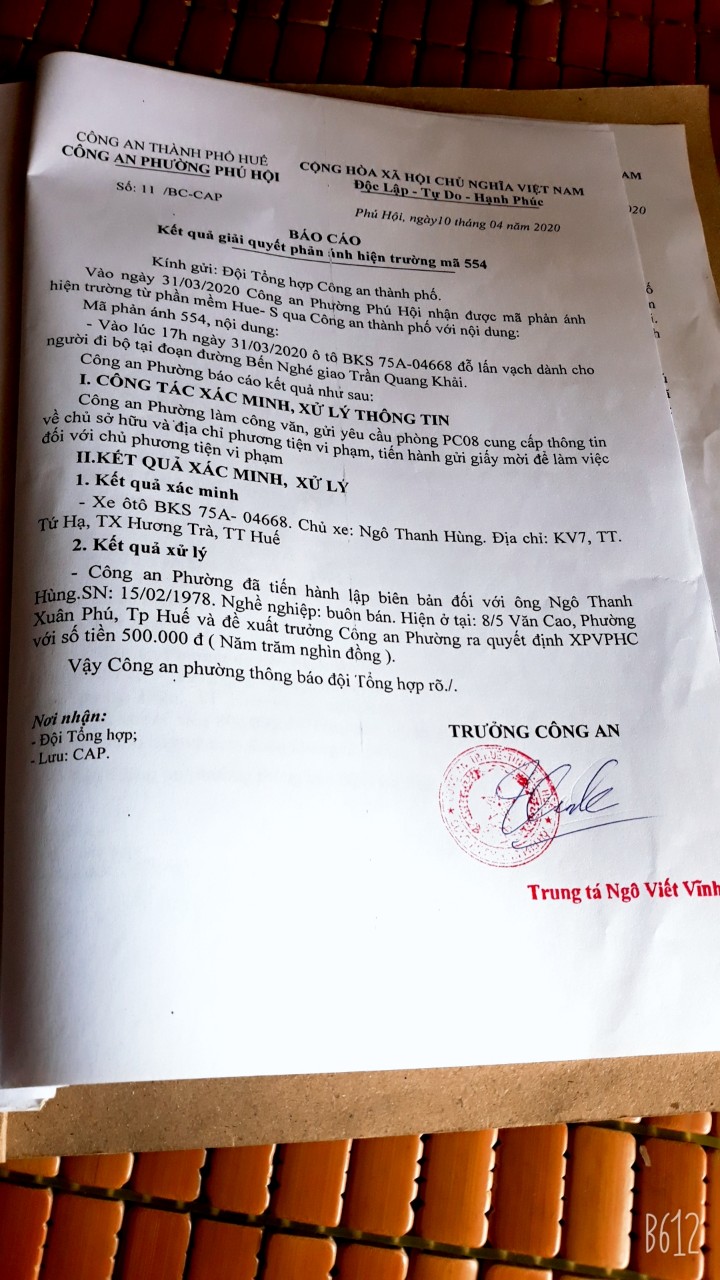 CÔNG AN THÀNH PHỐ HUẾ
CÔNG AN PHƯỜNG PHÚ HỘI
Số: 11 /BC-CAP
CỘNG HÒA XÃ HỘI CHỦ NGHĨA VIỆT NAM
Độc Lập - Tự Do - Hạnh Phúc
Phú Hội, ngày10 tháng 04 năm 2020
BÁO CÁO
Kết quả giải quyết phản ánh hiện trường mã 554
Kính gửi: Đội Tổng hợp Công an thành phố.
Vào ngày 31/03/2020 Công an Phường Phú Hội nhận được mã phản ánh
hiện trường từ phần mềm Hue- S qua Công an thành phố với nội dung:
Mã phản ánh 554, nội dung:
- Vào lúc 17h ngày 31/03/2020 ô tô BKS 75A-04668 đỗ lấn vạch dành cho
người đi bộ tại đoạn đường Bến Nghé giao Trần Quang Khải.
Công an Phường báo cáo kết quả như sau:
I. CÔNG TÁC XÁC MINH, XỬ LÝ THÔNG TIN
Công an Phường làm công văn, gửi yêu cầu phòng PC08 cung cấp thông tin
về chủ sở hữu và địa chỉ phương tiện vi phạm, tiến hành gửi giấy mời để làm việc
đối với chủ phương tiện vi phạm
II.KẾT QUẢ XÁC MINH, XỬ LÝ
1. Kết quả xác minh
- Xe ôtô BKS 75A- 04668. Chủ xe: Ngô Thanh Hùng. Địa chỉ: KV7, TT.
Tứ Hạ, TX Hương Trà, TT Huế
2. Kết quả xử lý
- Công an Phường đã tiến hành lập biên bản đối với ông Ngô Thanh
Hùng.SN: 15/02/1978. Nghề nghiệp: buôn bán. Hiện ở tại: 8/5 Văn Cao, Phường
Xuân Phú, Tp Huế và đề xuất trưởng Công an Phường ra quyết định XPVPHC
với số tiền 500.000 đ ( Năm trăm nghìn đồng ).
Vậy Công an phường thông báo đội Tổng hợp rõ./.
Nơi nhận:
- Đội Tổng hợp;
- Lưu: CAP.
TRƯỞNG CÔNG AN
Trung tá Ngô Viết Vĩnh
AM
2020
B612